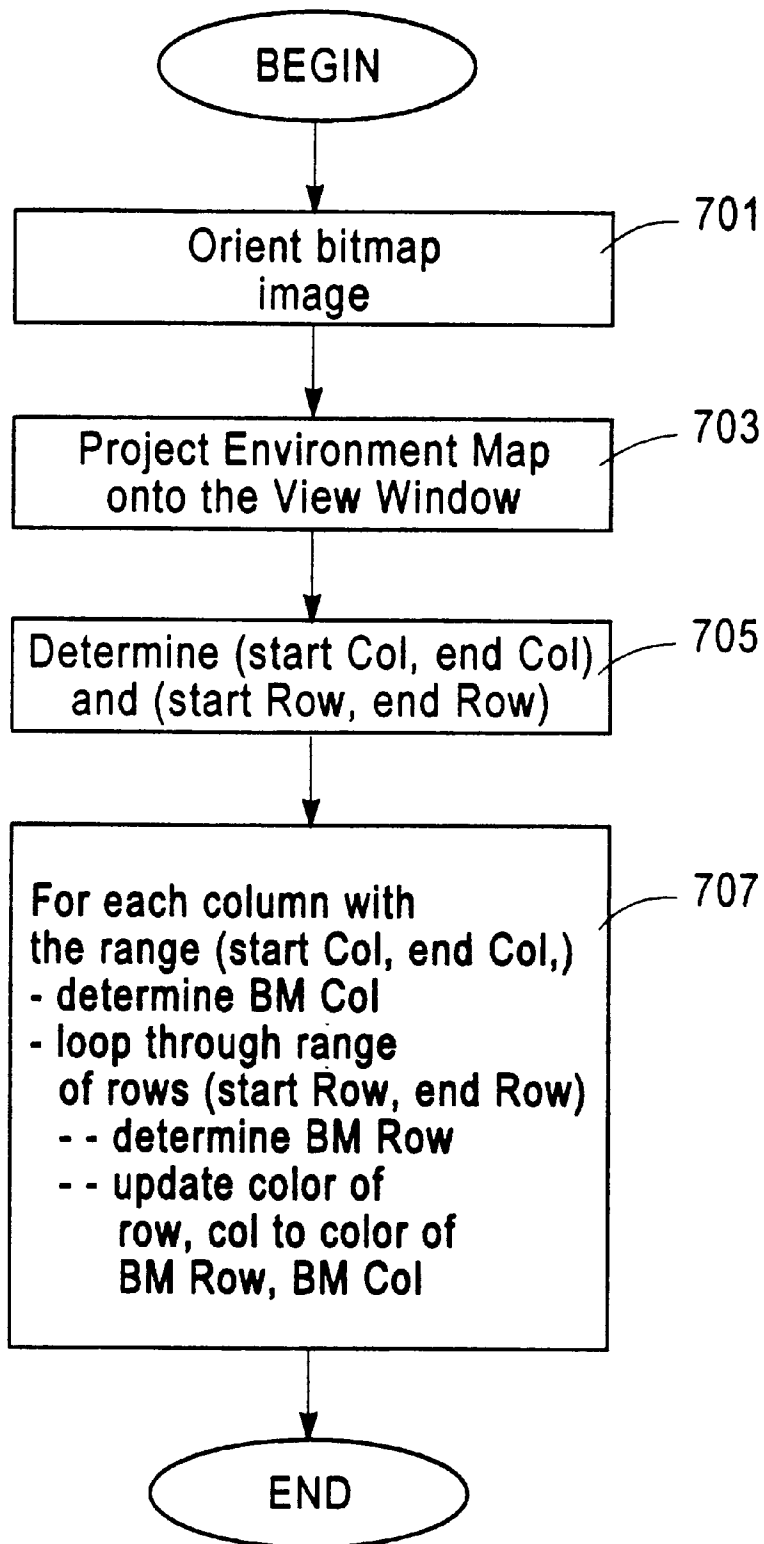 BEGIN
701
Orient bitmap
image
703
Project Environment Map
onto the View Window
705
Determine (start Col, end Col)
and (start Row, end Row)
707
For each column with
the range (start Col, end Col,)
- determine BM Col
- loop through range
of rows (start Row, end Row)
- - determine BM Row
- - update color of
row, col to color of
BM Row, BM Col
END